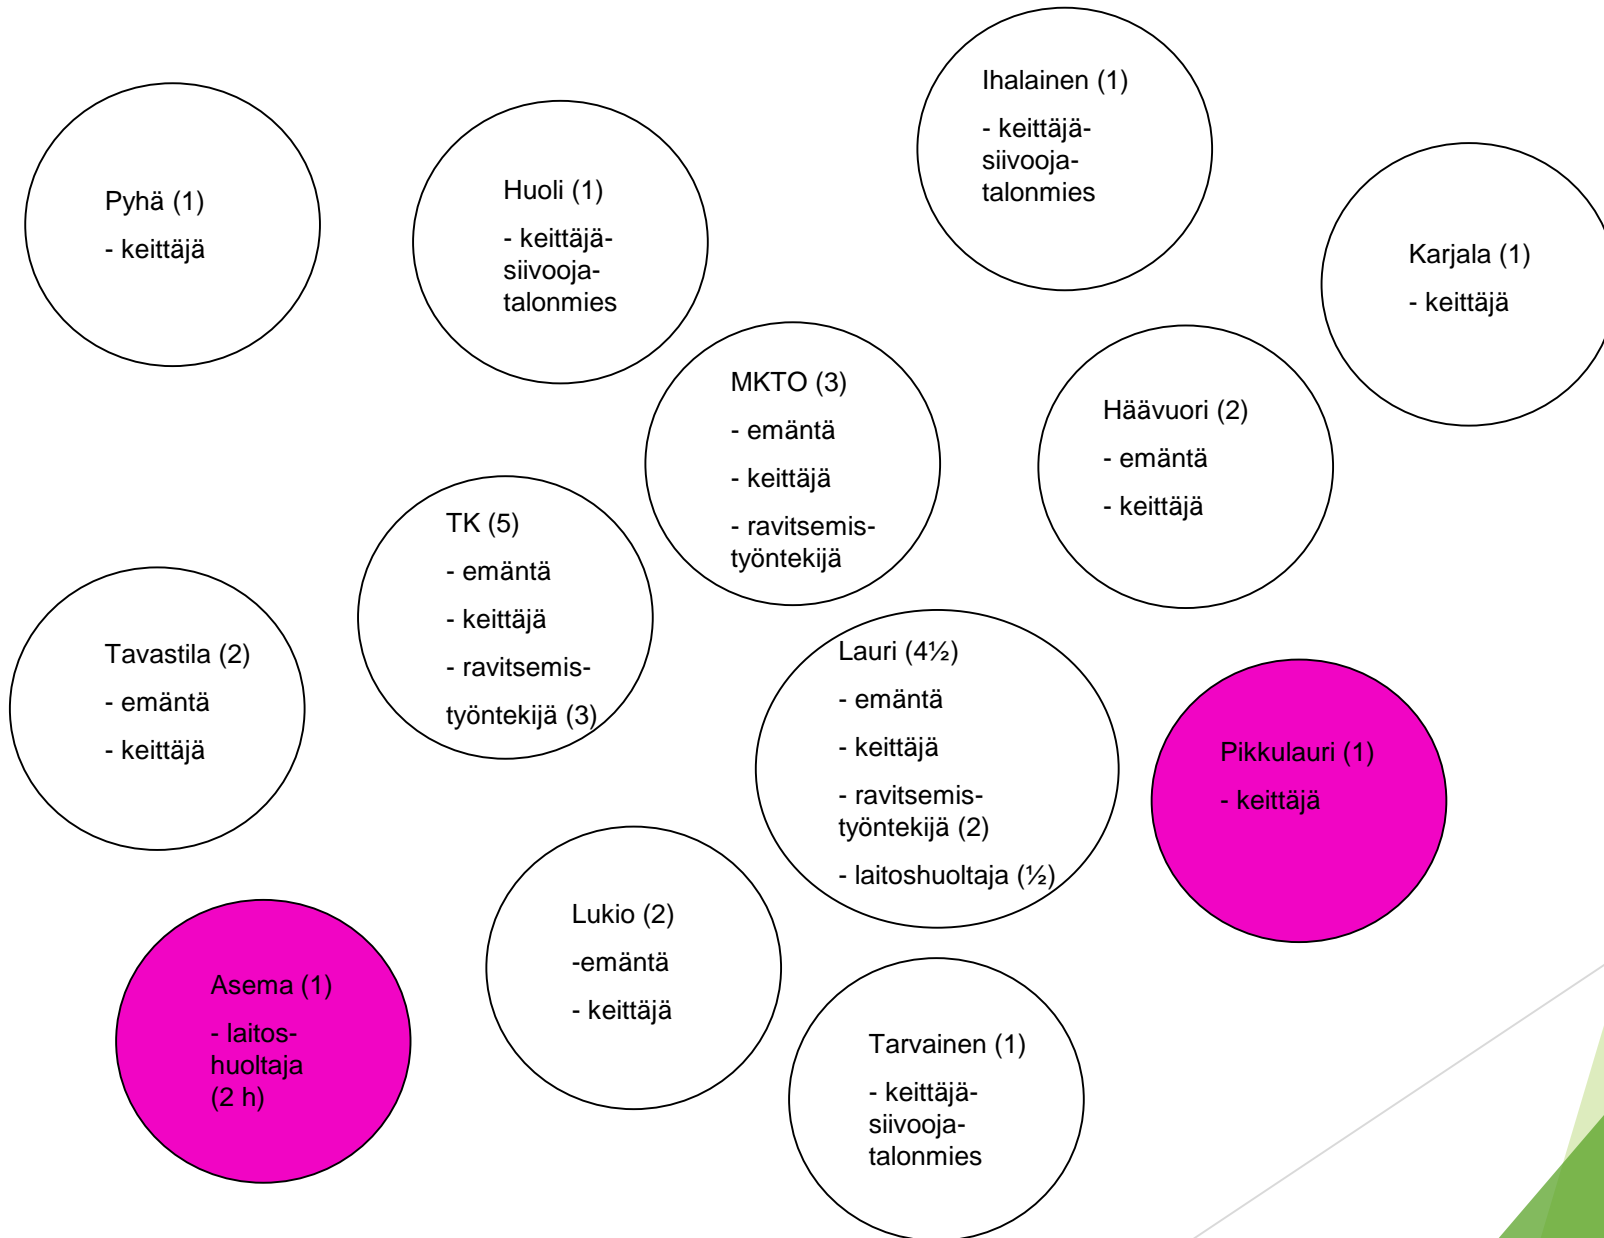 Ihalainen (1)
- keittäjä-
siivooja-
talonmies
Pyhä (1)
- keittäjä
Huoli (1)
- keittäjä-
siivooja-
talonmies
Karjala (1)
- keittäjä
MKTO (3)
- emäntä
- keittäjä
- ravitsemis-
työntekijä
Häävuori (2)
- emäntä
- keittäjä
TK (5)
- emäntä
- keittäjä
- ravitsemis-
työntekijä (3)
Tavastila (2)
- emäntä
- keittäjä
Lauri (4½)
- emäntä
- keittäjä
- ravitsemis-
työntekijä (2)
- laitoshuoltaja (½)
Pikkulauri (1)
- keittäjä
Lukio (2)
-emäntä
- keittäjä
Asema (1)
- laitos-
huoltaja
(2 h)
Tarvainen (1)
- keittäjä-
siivooja-
talonmies